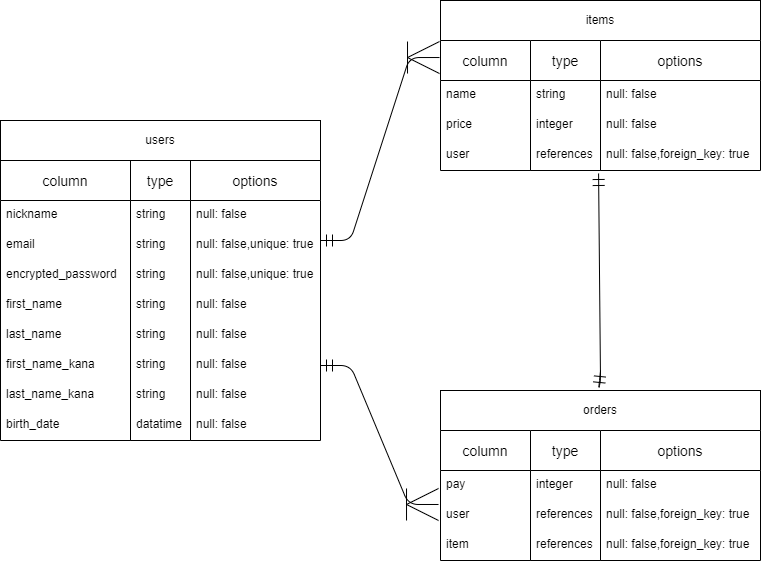 items
column type options
name string null: false
price integer null: false
user references null: false,foreign_key: true
users
column type options
nickname string null: false
email string null: false,unique: true
encrypted_password string null: false,unique: true
first_name string null: false
last_name string null: false
first_name_kana string null: false
last_name_kana string null: false
birth_date datatime null: false
orders
column type options
pay integer null: false
user references null: false,foreign_key: true
item references null: false,foreign_key: true